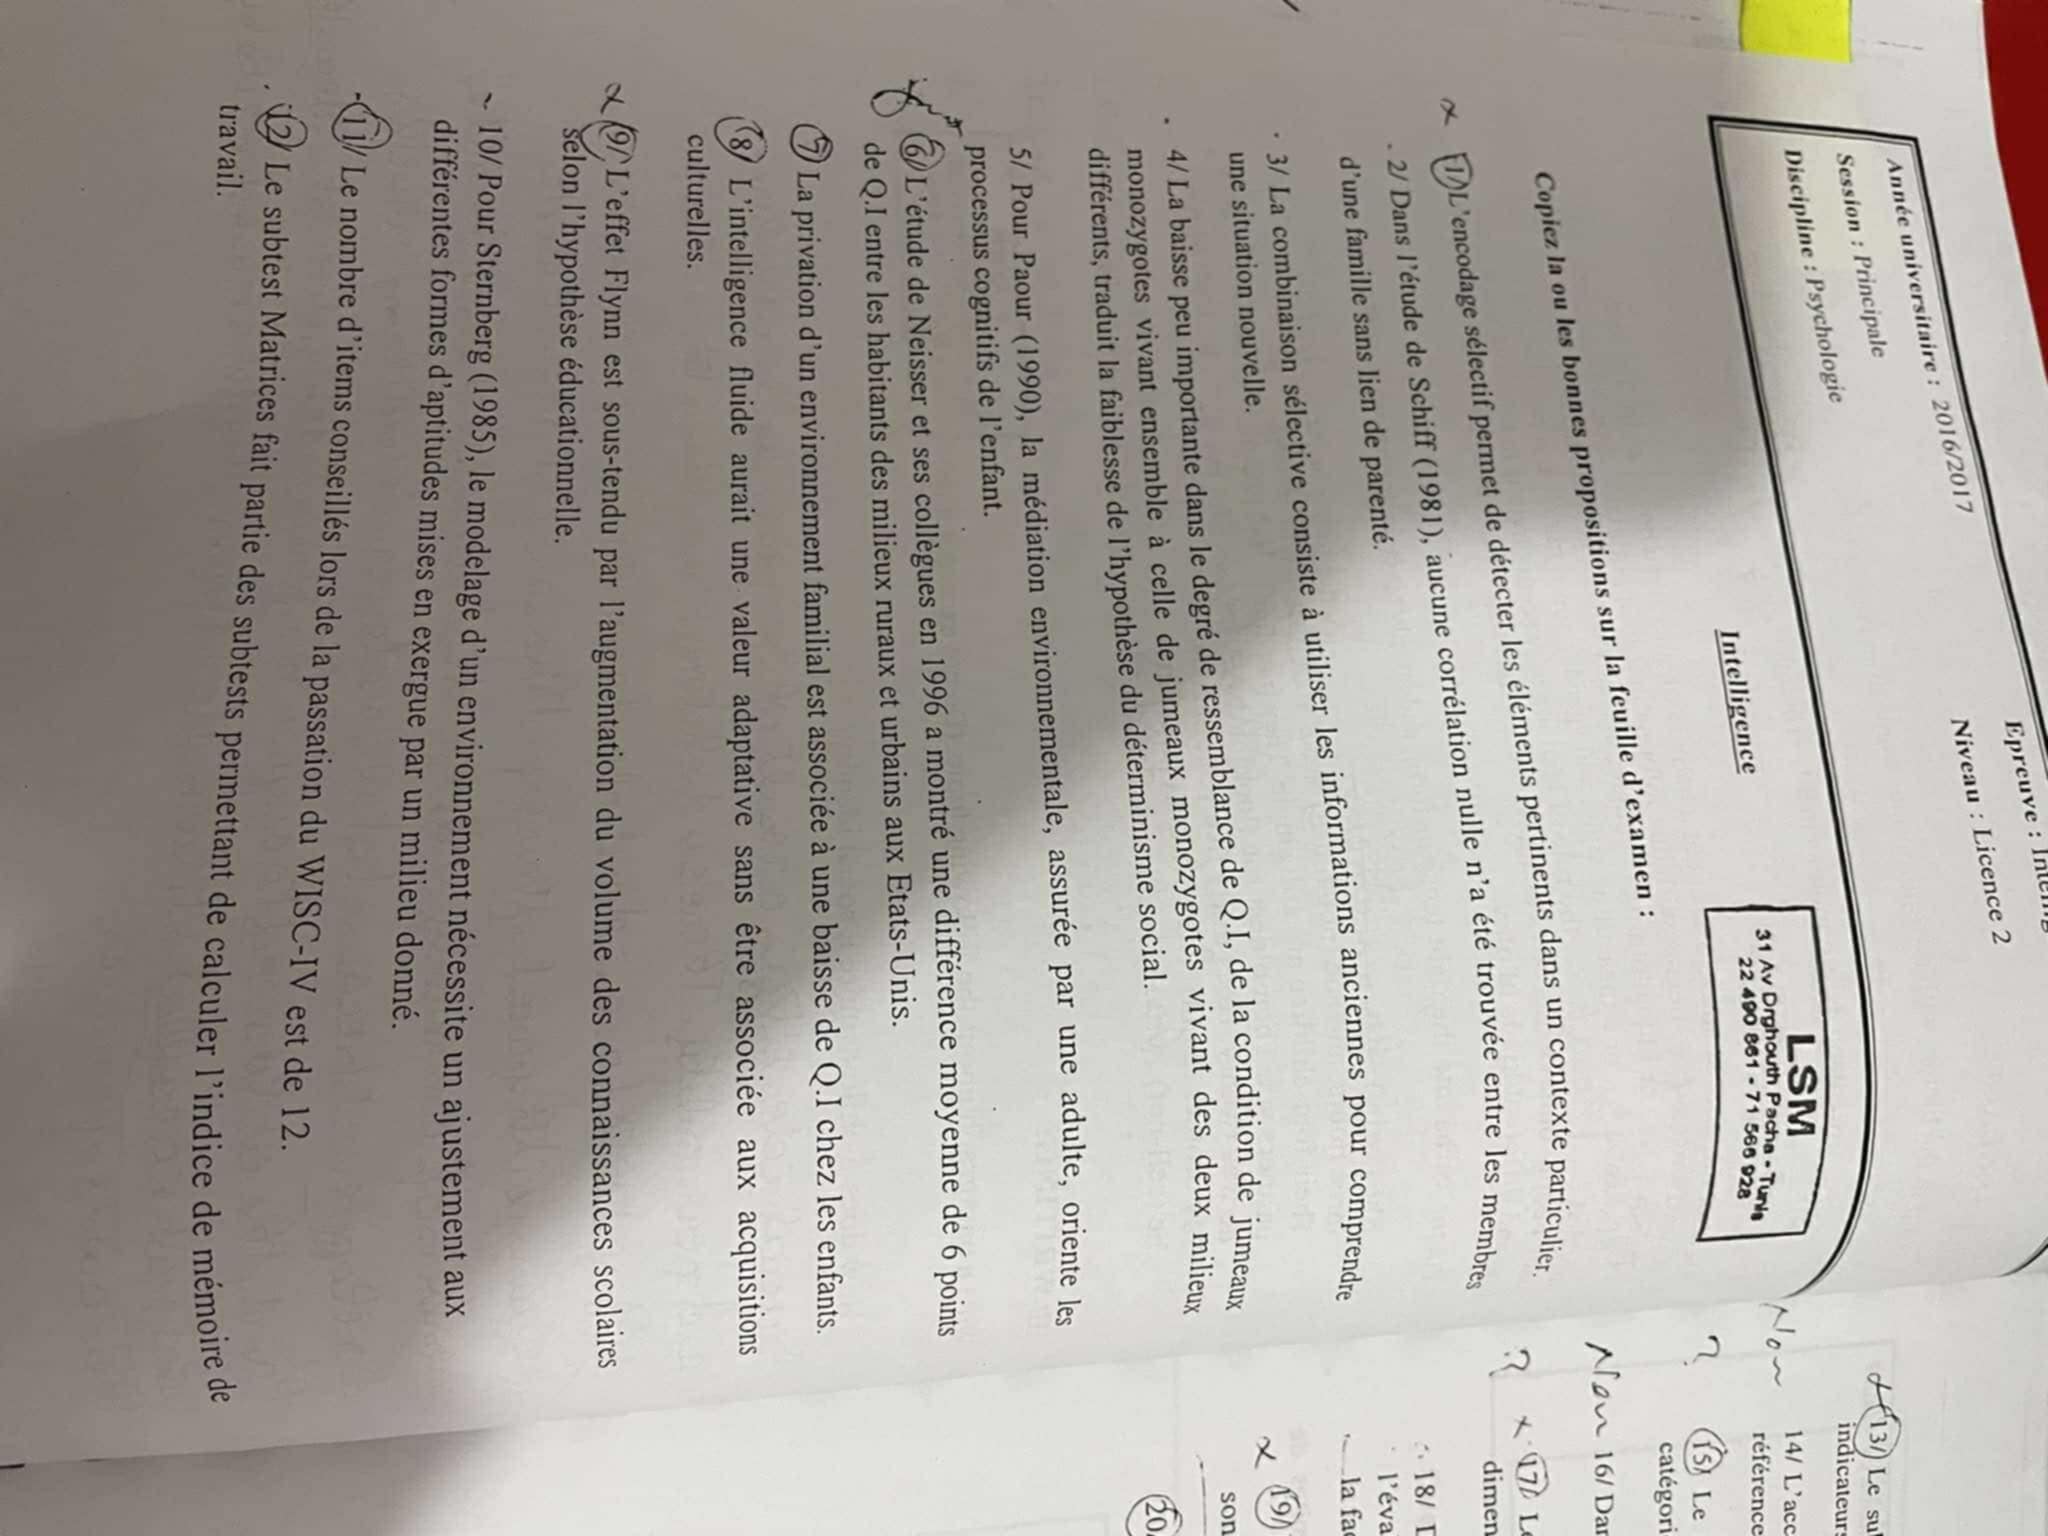 Année universitaire : 2016/2017
Session : Principale
Discipline : Psychologie
Epreuve :
Niveau : Licence 2
Intelligence
LSM
31 Av Drghouth Pacha - Tunis
22 490 861 - 71 566 928
Copiez la ou les bonnes propositions sur la feuille d'examen :
1/ L'encodage sélectif permet de détecter les éléments pertinents dans un contexte particulier.
2/ Dans l'étude de Schiff (1981), aucune corrélation nulle n'a été trouvée entre les membres
d'une famille sans lien de parenté.
3/ La combinaison sélective consiste à utiliser les informations anciennes pour comprendre
une situation nouvelle.
4/ La baisse peu importante dans le degré de ressemblance de Q.I, de la condition de jumeaux
monozygotes vivant ensemble à celle de jumeaux monozygotes vivant des deux milieux
différents, traduit la faiblesse de l'hypothèse du déterminisme social.
5/ Pour Paour (1990), la médiation environnementale, assurée par une adulte, oriente les
processus cognitifs de l'enfant.
6/ L'étude de Neisser et ses collègues en 1996 a montré une différence moyenne de 6 points
de Q.I entre les habitants des milieux ruraux et urbains aux Etats-Unis.
7/ La privation d'un environnement familial est associée à une baisse de Q.I chez les enfants.
8/ L'intelligence fluide aurait une valeur adaptative sans être associée aux acquisitions
culturelles.
9/ L'effet Flynn est sous-tendu par l'augmentation du volume des connaissances scolaires
selon l'hypothèse éducationnelle.
10/ Pour Sternberg (1985), le modelage d'un environnement nécessite un ajustement aux
différentes formes d'aptitudes mises en exergue par un milieu donné.
11/ Le nombre d'items conseillés lors de la passation du WISC-IV est de 12.
12/ Le subtest Matrices fait partie des subtests permettant de calculer l'indice de mémoire de
travail.
13/ Le
indicateurs
Non 14/ L'acc
référence
? 15/ Le
catégori
Non 16/ Dan
? 17/ Le
dimen
18/
l'éva
la
19/
son
20/